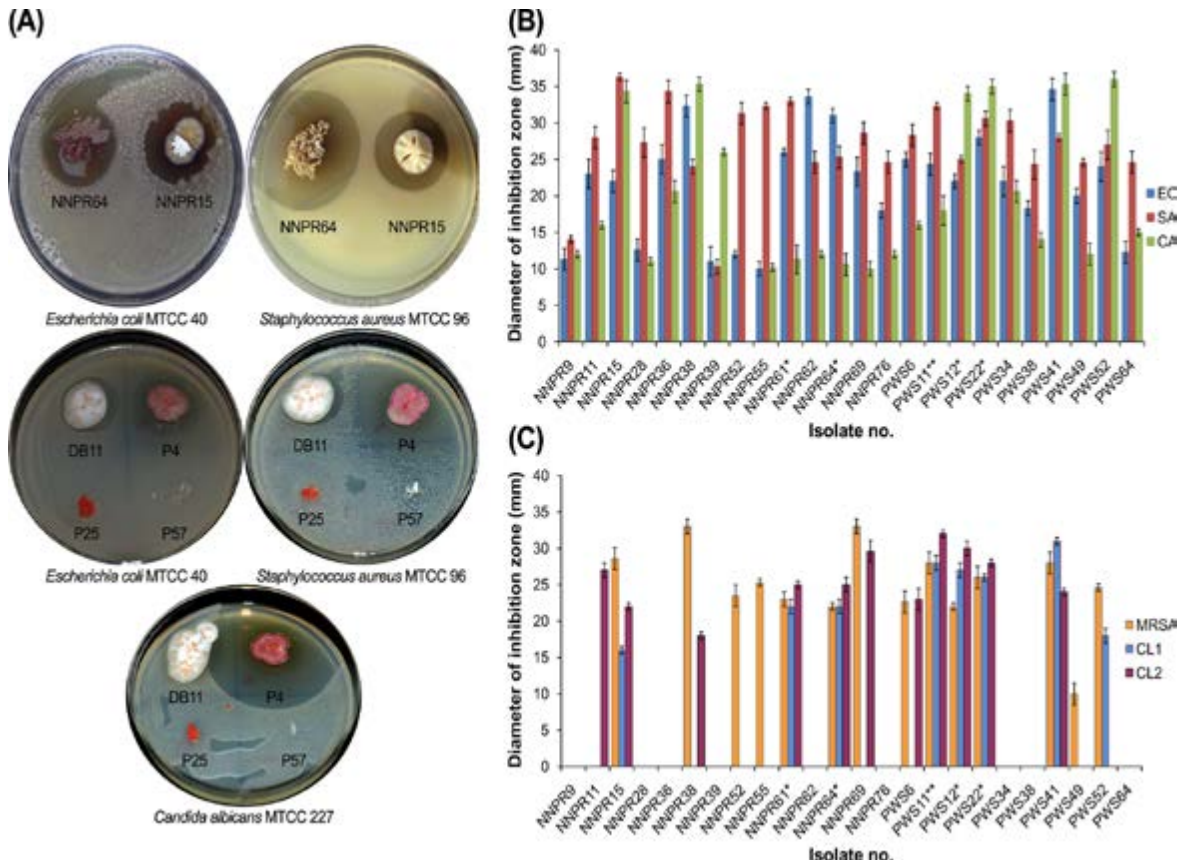 (A)
NNPR64
NNPR15
NNPR64
NNPR15
Escherichia coli MTCC 40
Staphylococcus aureus MTCC 96
DB11
P4
P25
P57
DB11
P4
P25
P57
Escherichia coli MTCC 40
Staphylococcus aureus MTCC 96
DB11
P4
P25
P57
Candida albicans MTCC 227
(B)
Diameter of inhibition zone (mm)
40
35
30
25
20
15
10
5
0
NNPR9
NNPR11
NNPR15
NNPR28
NNPR36
NNPR38
NNPR39
NNPR52
NNPR55
NNPR61*
NNPR62
NNPR64*
NNPR69
NNPR76
PWS6
PWS11**
PWS12*
PWS22*
PWS34
PWS38
PWS41
PWS49
PWS52
PWS64
Isolate no.
EC
SA
CA
(C)
Diameter of inhibition zone (mm)
40
35
30
25
20
15
10
5
0
NNPR9
NNPR11
NNPR15
NNPR28
NNPR36
NNPR38
NNPR39
NNPR52
NNPR55
NNPR61*
NNPR62
NNPR64*
NNPR69
NNPR76
PWS6
PWS11**
PWS12*
PWS22*
PWS34
PWS38
PWS41
PWS49
PWS52
PWS64
Isolate no.
MRSA
CL1
CL2